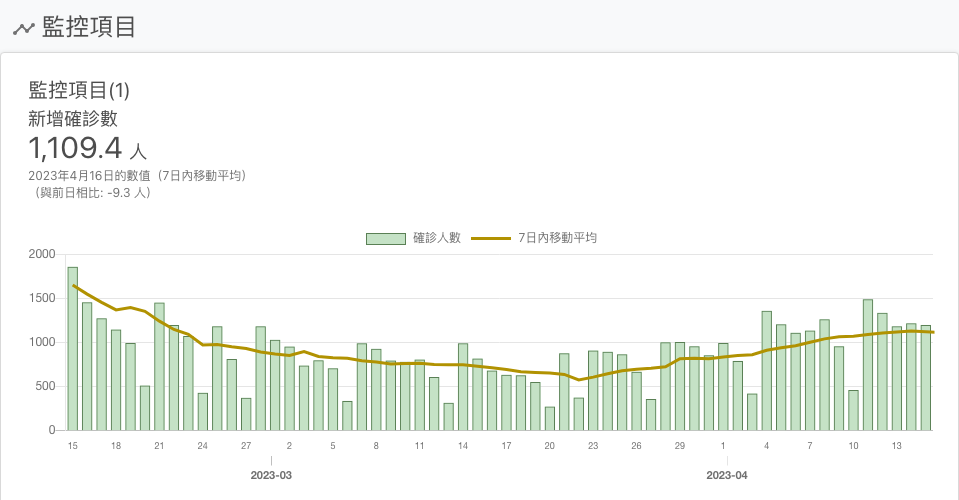 監控項目
監控項目(1)
新增確診數
1,109.4 人
2023年4月16日的數值（7日內移動平均）
（與前日相比: -9.3 人）
確診人數 7日內移動平均
2000
1500
1000
500
0
15 18 21 24 27 2 5 8 11 14 17 20 23 26 29 1 4 7 10 13
2023-03 2023-04